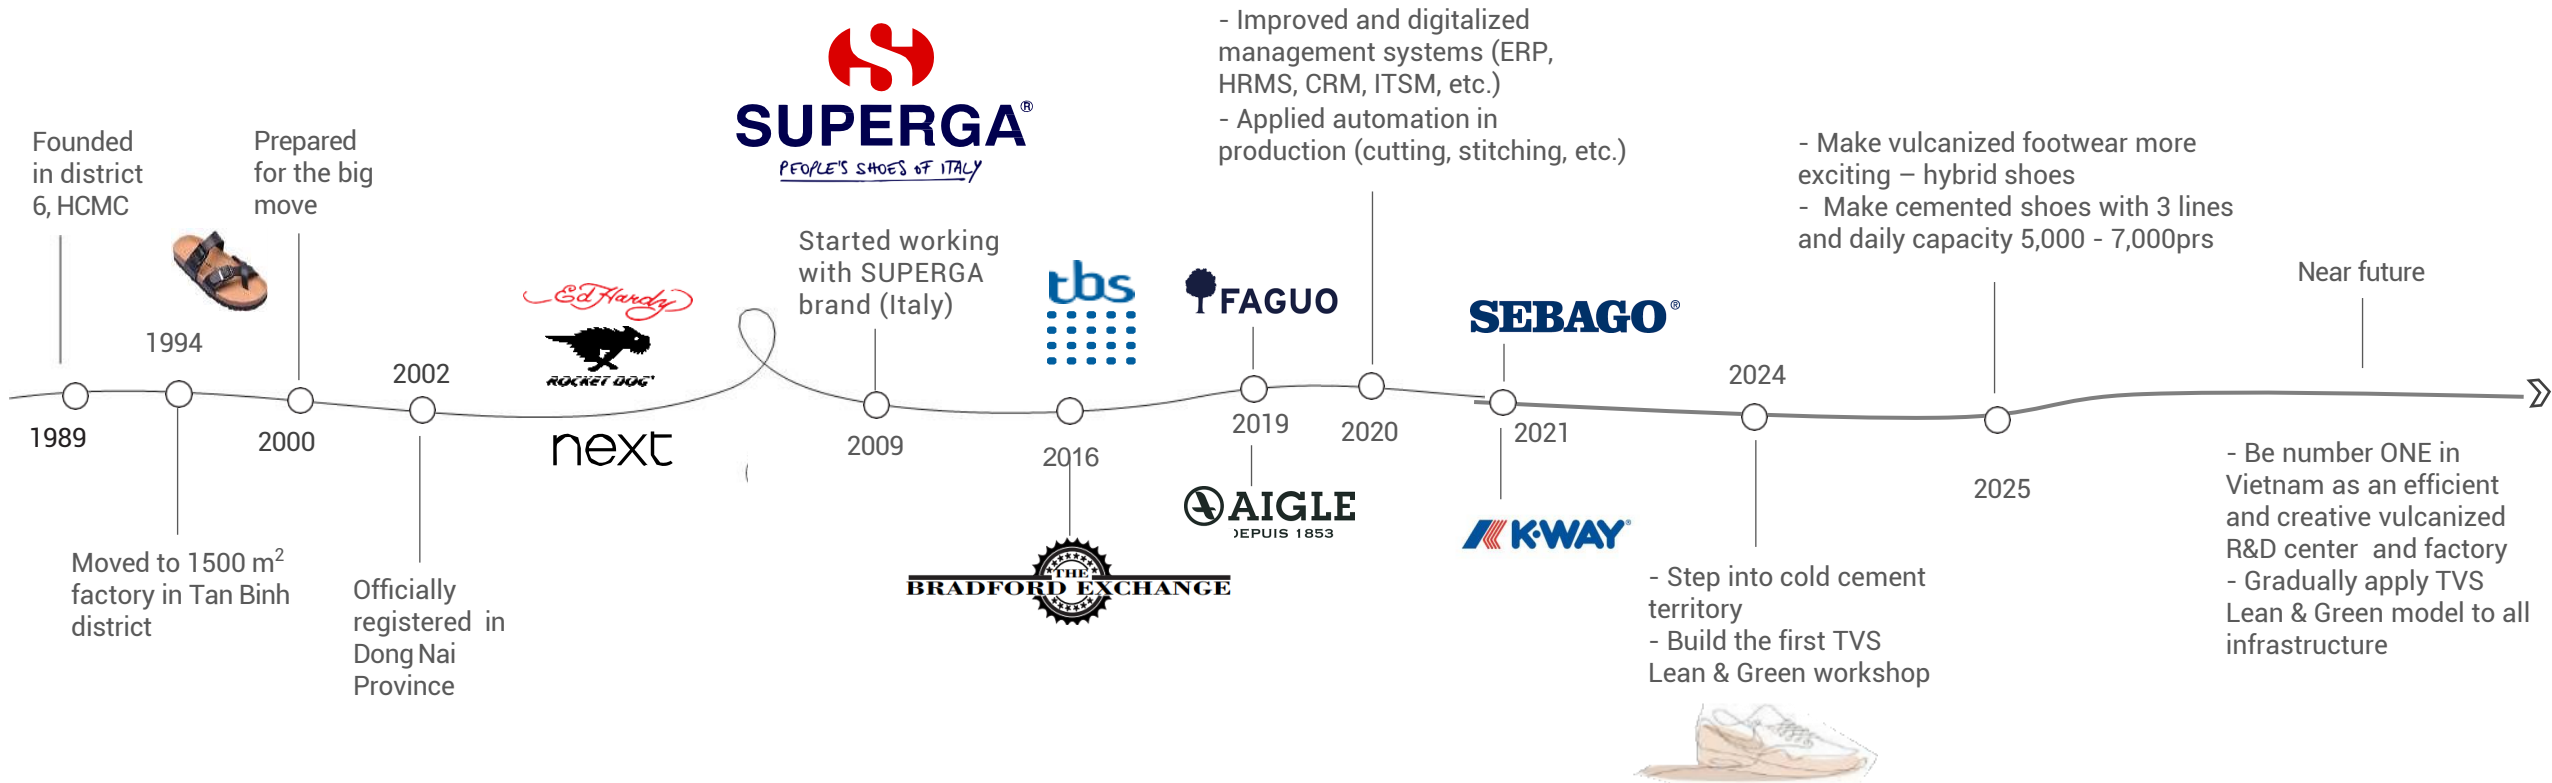 Founded
in district
6, HCMC
1989
1994
Moved to 1500 m²
factory in Tan Binh
district
Prepared
for the big
move
2000
2002
Officially
registered in
Dong Nai
Province
Ed Hardy
ROCKET DOG
next
SUPERGA®
PEOPLE'S SHOES OF ITALY
Started working
with SUPERGA
brand (Italy)
2009
tbs
2016
THE
BRADFORD EXCHANGE
FAGUO
2019
AIGLE
DEPUIS 1853
- Improved and digitalized
management systems (ERP,
HRMS, CRM, ITSM, etc.)
- Applied automation in
production (cutting, stitching, etc.)
2020
SEBAGO®
2021
K-WAY®
2024
- Step into cold cement
territory
- Build the first TVS
Lean & Green workshop
- Make vulcanized footwear more
exciting – hybrid shoes
- Make cemented shoes with 3 lines
and daily capacity 5,000 - 7,000prs
2025
Near future
- Be number ONE in
Vietnam as an efficient
and creative vulcanized
R&D center and factory
- Gradually apply TVS
Lean & Green model to all
infrastructure